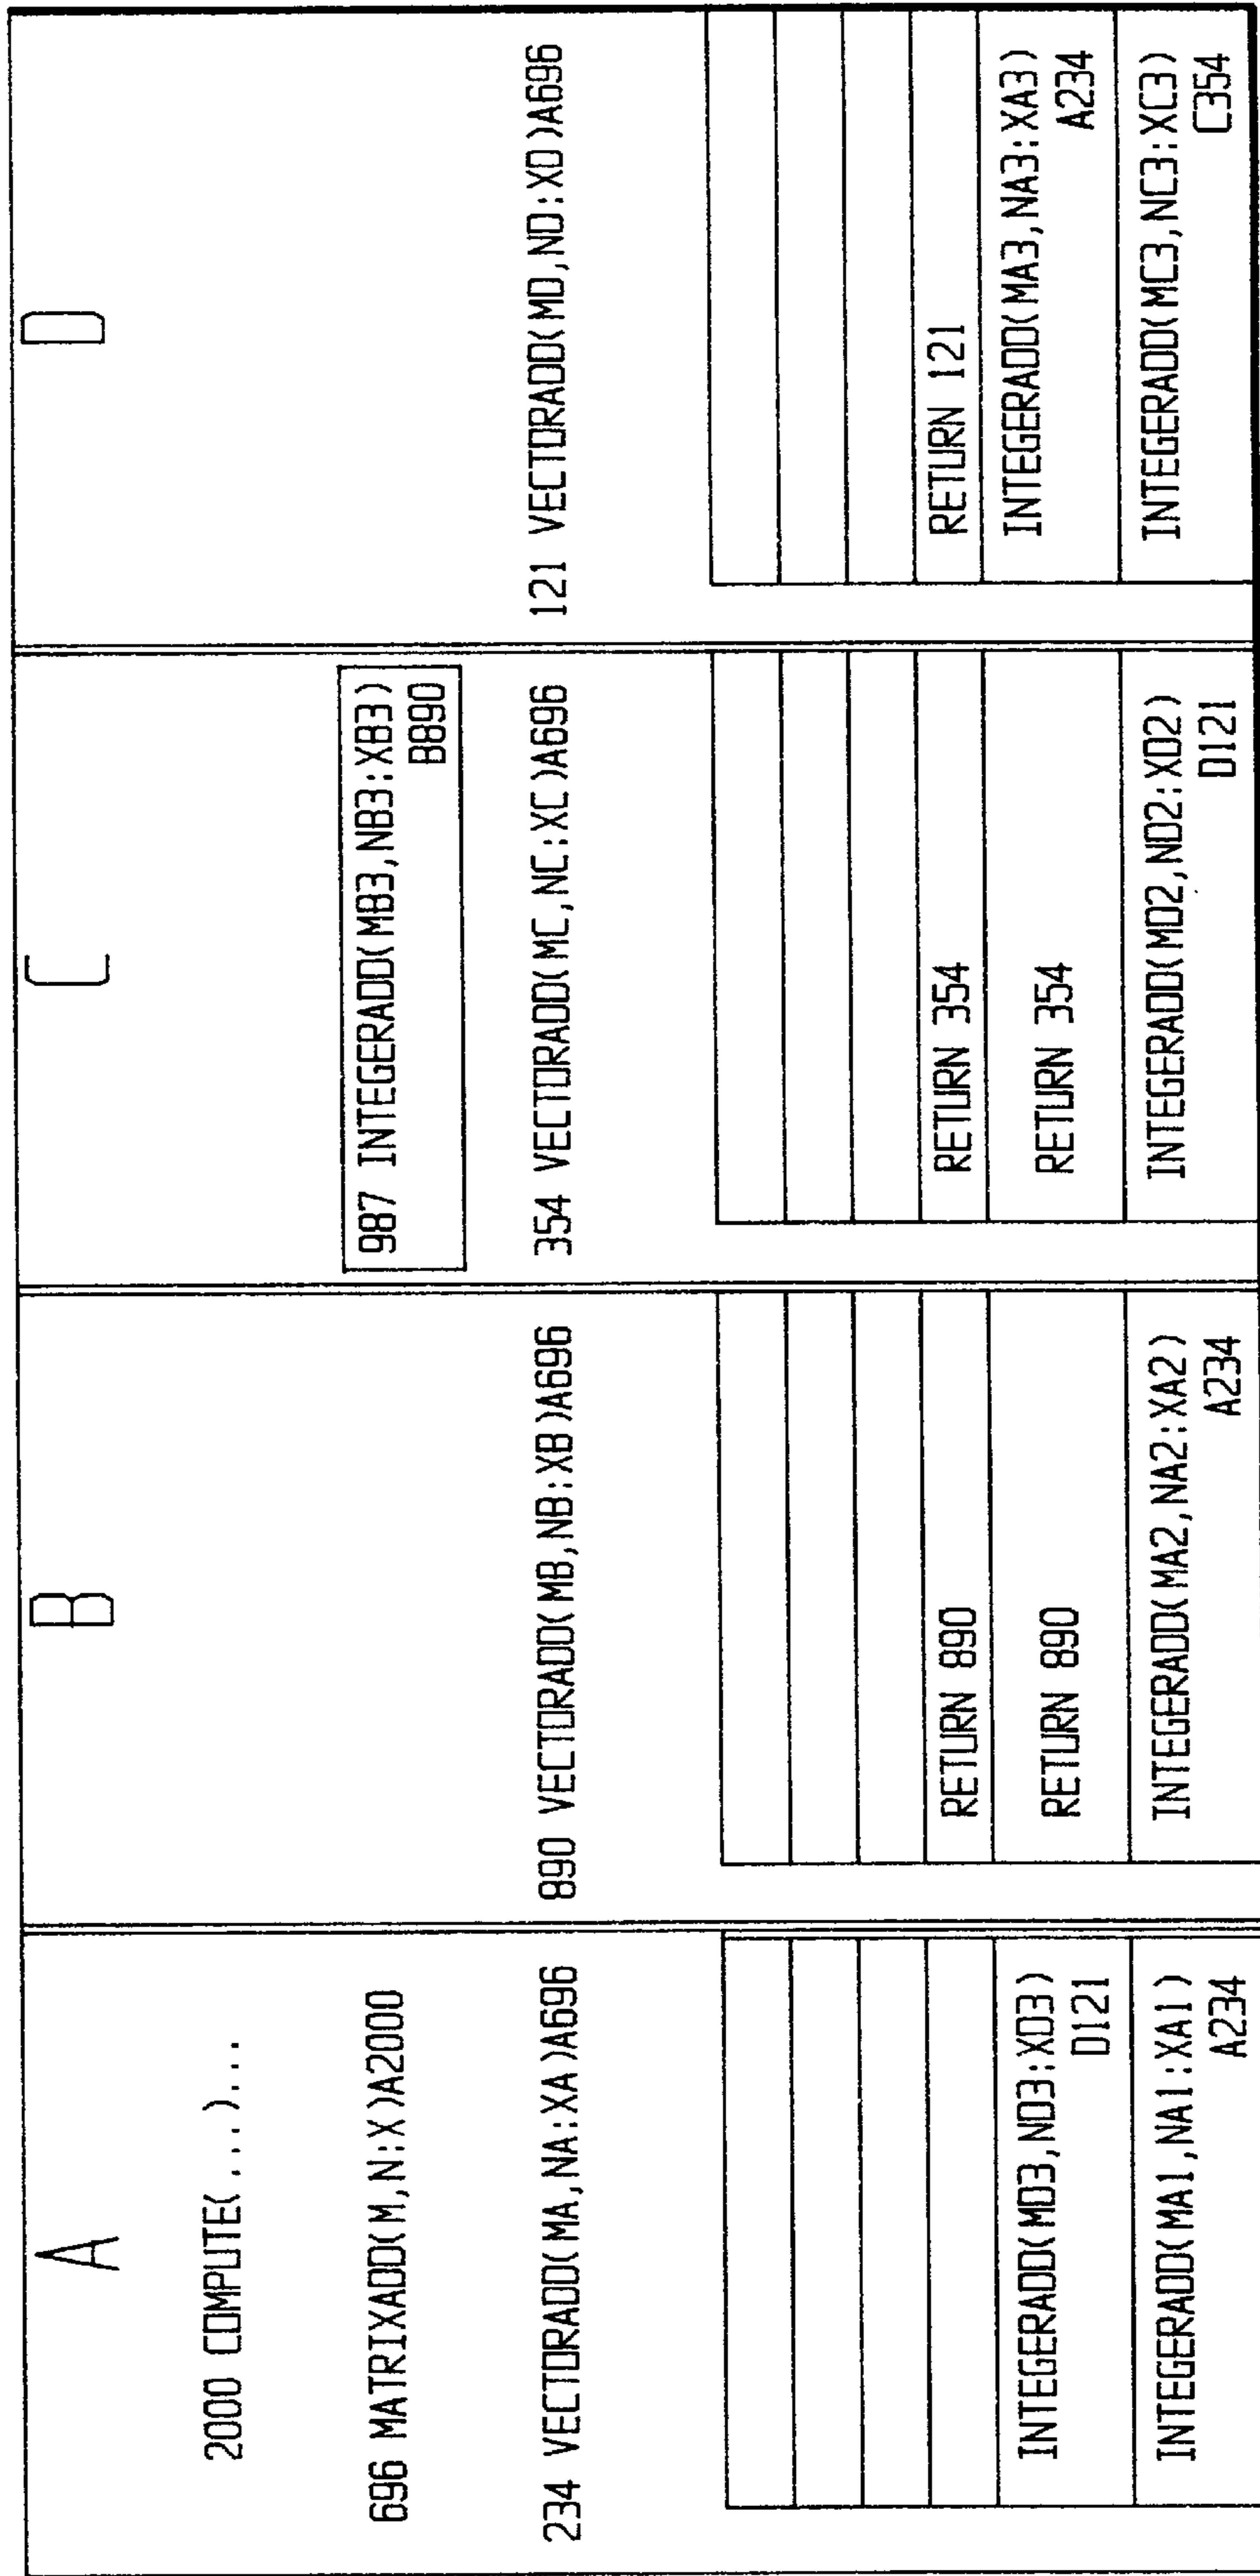 A
2000 COMPUTE(...)...
696 MATRIXADD(M,N:X)A2000
234 VECTORADD(MA,NA:XA)A696
INTEGERADD(MD3,ND3:XD3)
D121
INTEGERADD(MA1,NA1:XA1)
A234
B
890 VECTORADD(MB,NB:XB)A696
RETURN 890
RETURN 890
INTEGERADD(MA2,NA2:XA2)
A234
C
987 INTEGERADD(MB3,NB3:XB3)
B890
354 VECTORADD(MC,NC:XC)A696
RETURN 354
RETURN 354
INTEGERADD(MD2,ND2:XD2)
D121
D
121 VECTORADD(MD,ND:XD)A696
RETURN 121
INTEGERADD(MA3,NA3:XA3)
A234
INTEGERADD(MC3,NC3:XC3)
C354